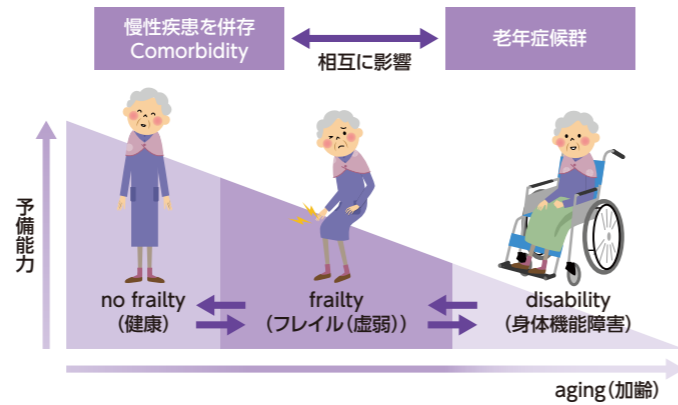 慢性疾患を併存
Comorbidity
相互に影響
老年症候群
予備能力
no frailty
（健康）
frailty
（フレイル（虚弱））
disability
（身体機能障害）
aging（加齢）